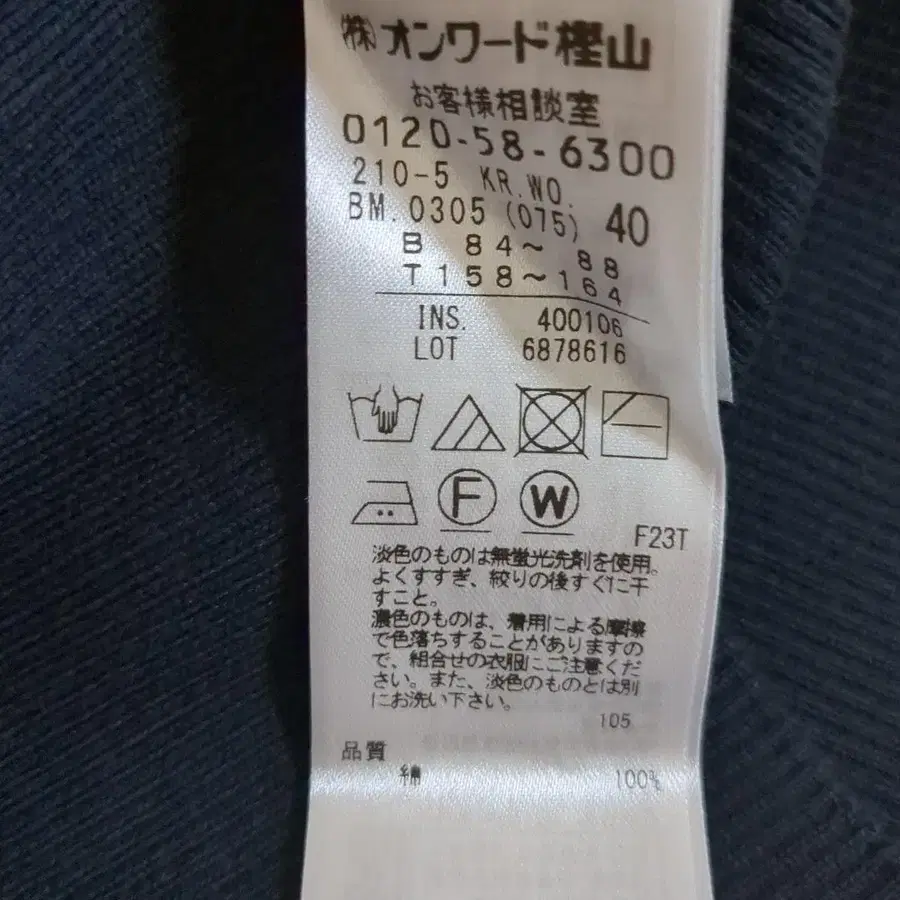 ㈱オンワード樫山
お客様相談室
0120-58-6300
210-5 KR.WO.
BM.0305 (075) 40
B 84～88
T 158～164
INS. 400106
LOT 6878616
F W
F23T
淡色のものは無蛍光洗剤を使用。
よくすすぎ、絞りの後すぐに干
すこと。
濃色のものは、着用による摩擦
で色落ちすることがありますの
で、組合せの衣服にご注意くだ
さい。また、淡色のものとは別
にお洗い下さい。
105
品質
綿 100%